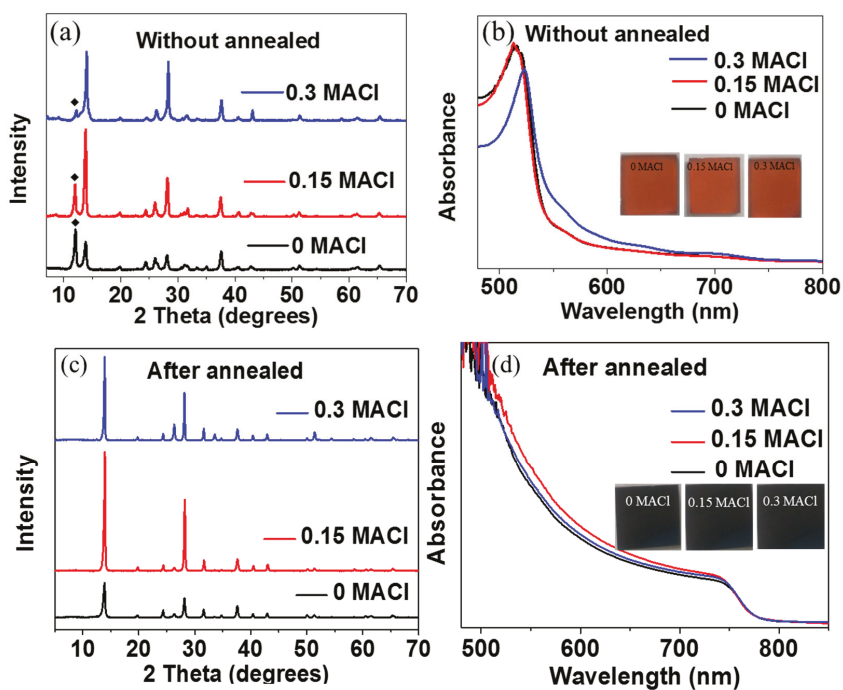 (a)
Without annealed
0.3 MACl
0.15 MACl
0 MACl
Intensity
10 20 30 40 50 60 70
2 Theta (degrees)
(b)
Without annealed
0.3 MACl
0.15 MACl
0 MACl
0 MACl 0.15 MACl 0.3 MACl
Absorbance
500 600 700 800
Wavelength (nm)
(c)
After annealed
0.3 MACl
0.15 MACl
0 MACl
Intensity
10 20 30 40 50 60 70
2 Theta (degrees)
(d)
After annealed
0.3 MACl
0.15 MACl
0 MACl
0 MACl 0.15 MACl 0.3 MACl
Absorbance
500 600 700 800
Wavelength (nm)